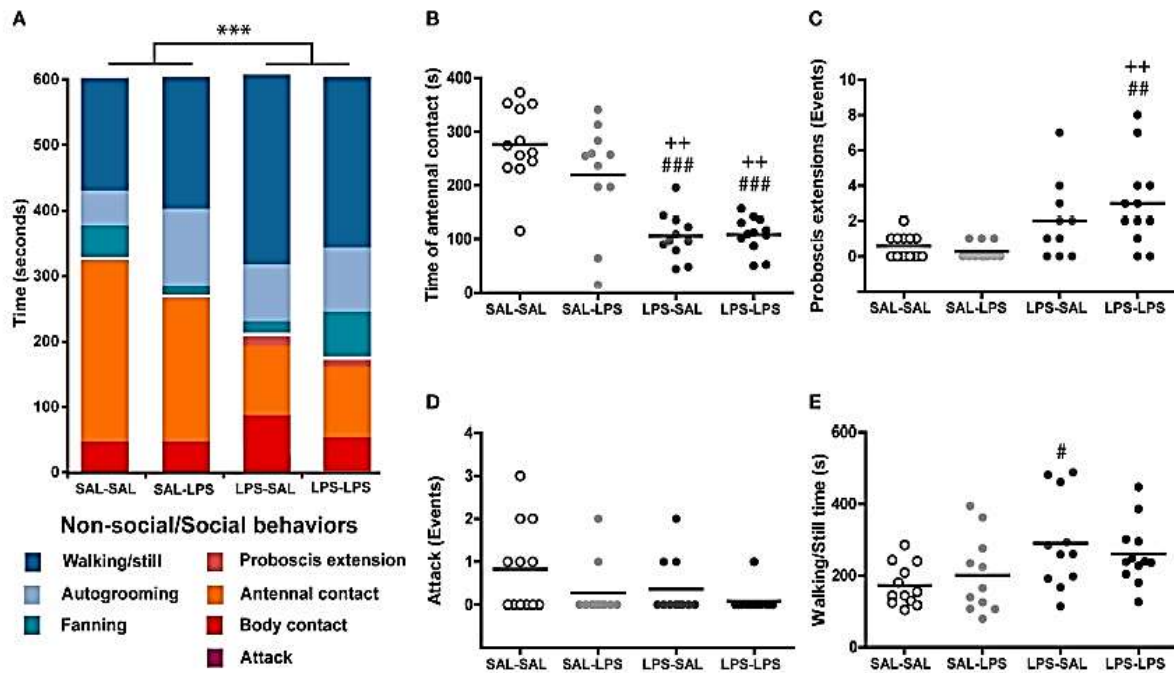 A
***
Time (seconds)
600
500
400
300
200
100
0
SAL-SAL SAL-LPS LPS-SAL LPS-LPS
Non-social/Social behaviors
Walking/still
Autogrooming
Fanning
Proboscis extension
Antennal contact
Body contact
Attack
B
Time of antennal contact (s)
400
300
200
100
0
++
###
++
###
SAL-SAL SAL-LPS LPS-SAL LPS-LPS
C
Proboscis extensions (Events)
10
8
6
4
2
0
++
##
SAL-SAL SAL-LPS LPS-SAL LPS-LPS
D
Attack (Events)
4
3
2
1
0
SAL-SAL SAL-LPS LPS-SAL LPS-LPS
E
Walking/Still time (s)
600
400
200
0
#
SAL-SAL SAL-LPS LPS-SAL LPS-LPS